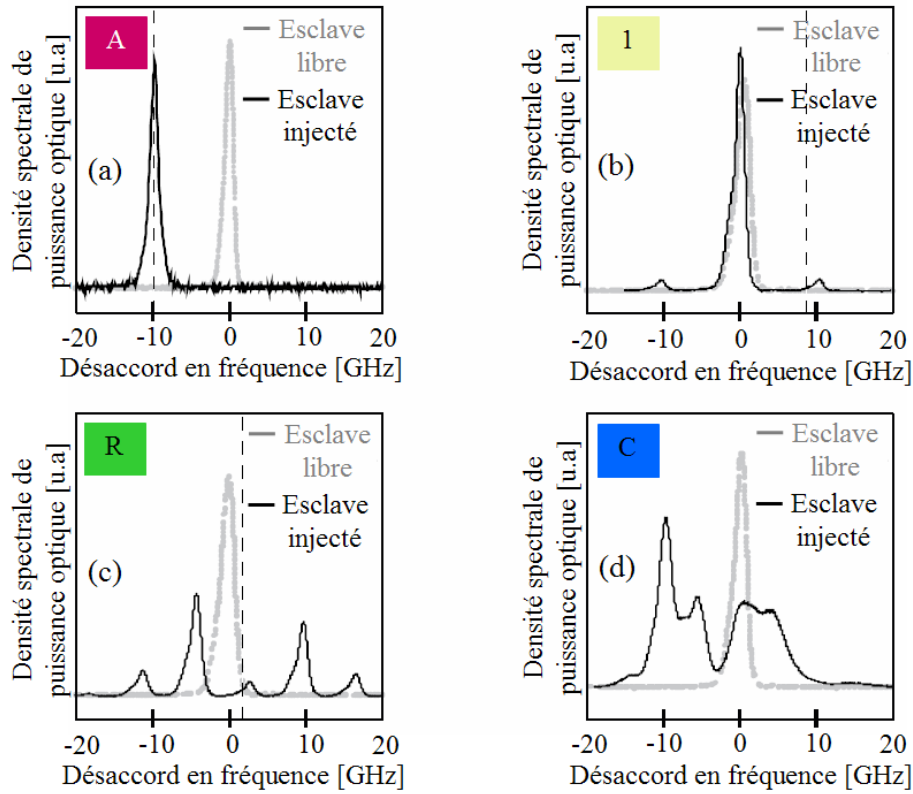 A
Esclave
libre
Esclave
injecté
(a)
Densité spectrale de
puissance optique [u.a]
-20 -10 0 10 20
Désaccord en fréquence [GHz]
1
Esclave
libre
Esclave
injecté
(b)
Densité spectrale de
puissance optique [u.a]
-20 -10 0 10 20
Désaccord en fréquence [GHz]
R
Esclave
libre
Esclave
injecté
(c)
Densité spectrale de
puissance optique [u.a]
-20 -10 0 10 20
Désaccord en fréquence [GHz]
C
Esclave
libre
Esclave
injecté
(d)
Densité spectrale de
puissance optique [u.a]
-20 -10 0 10 20
Désaccord en fréquence [GHz]